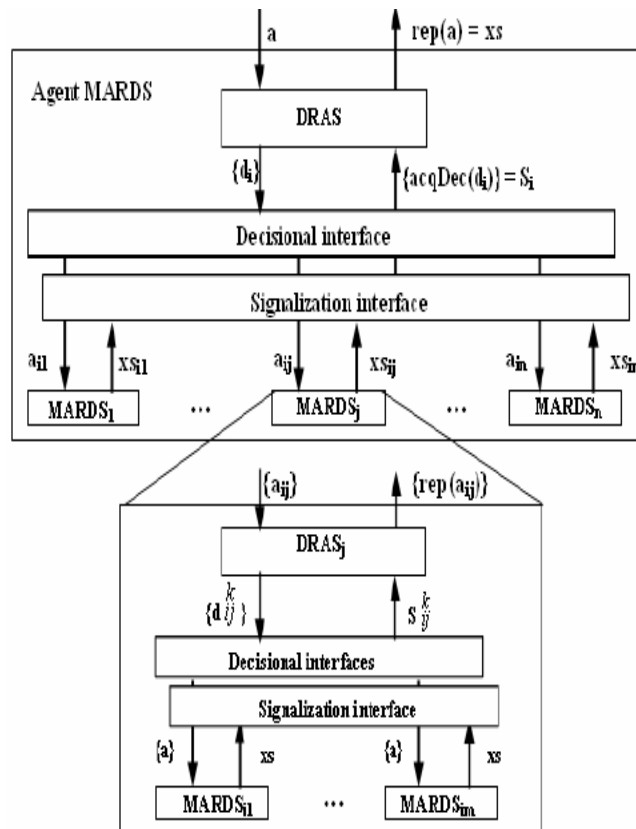 a rep(a) = xs
Agent MARDS
DRAS
{dᵢ} {acqDec(dᵢ)} = Sᵢ
Decisional interface
Signalization interface
aᵢ₁ xsᵢ₁ aᵢⱼ xsᵢⱼ aᵢₙ xsᵢₙ
MARDS₁ ... MARDSⱼ ... MARDSₙ
{aᵢⱼ} {rep(aᵢⱼ)}
DRASⱼ
{d k ij } S k ij
Decisional interfaces
Signalization interface
{a} xs {a} xs
MARDSᵢ₁ ... MARDSᵢₘ